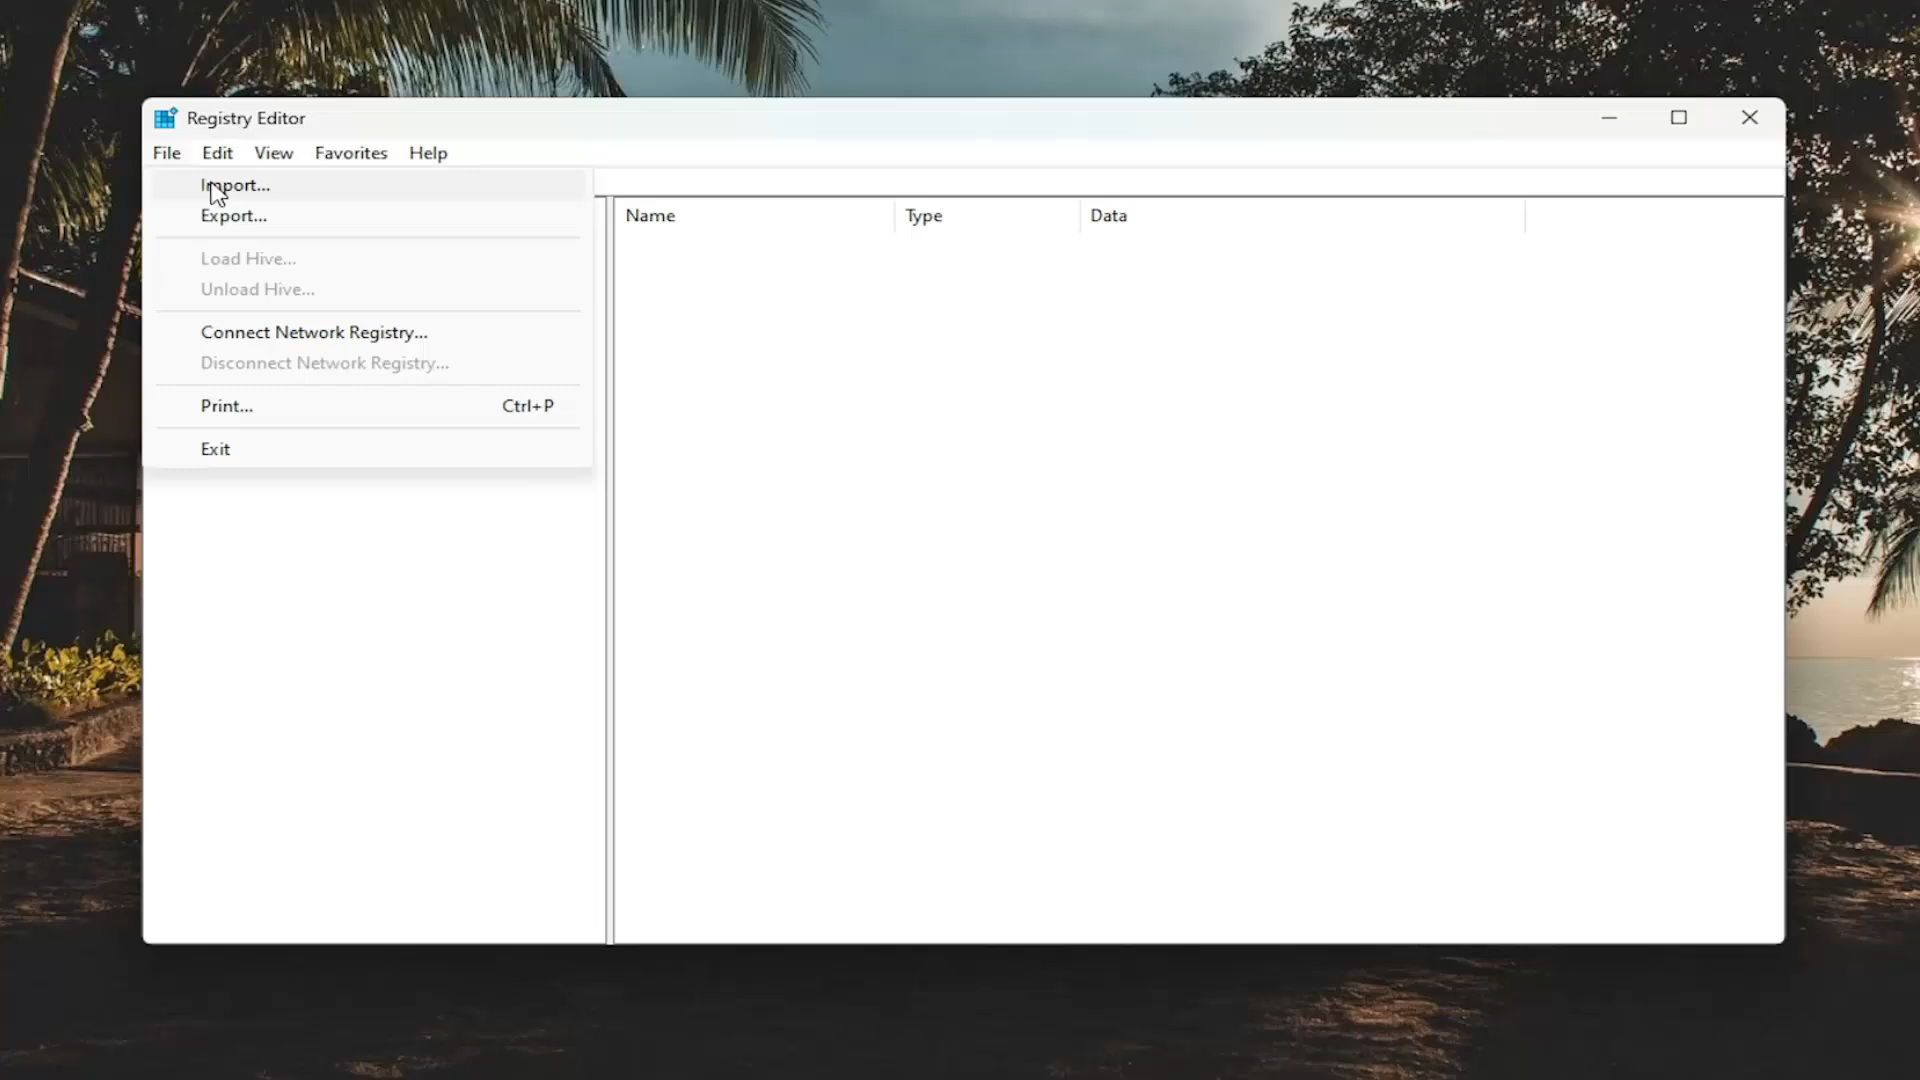 Registry Editor
File Edit View Favorites Help
Import...
Export...
Name Type Data
Load Hive...
Unload Hive...
Connect Network Registry...
Disconnect Network Registry...
Print... Ctrl+P
Exit